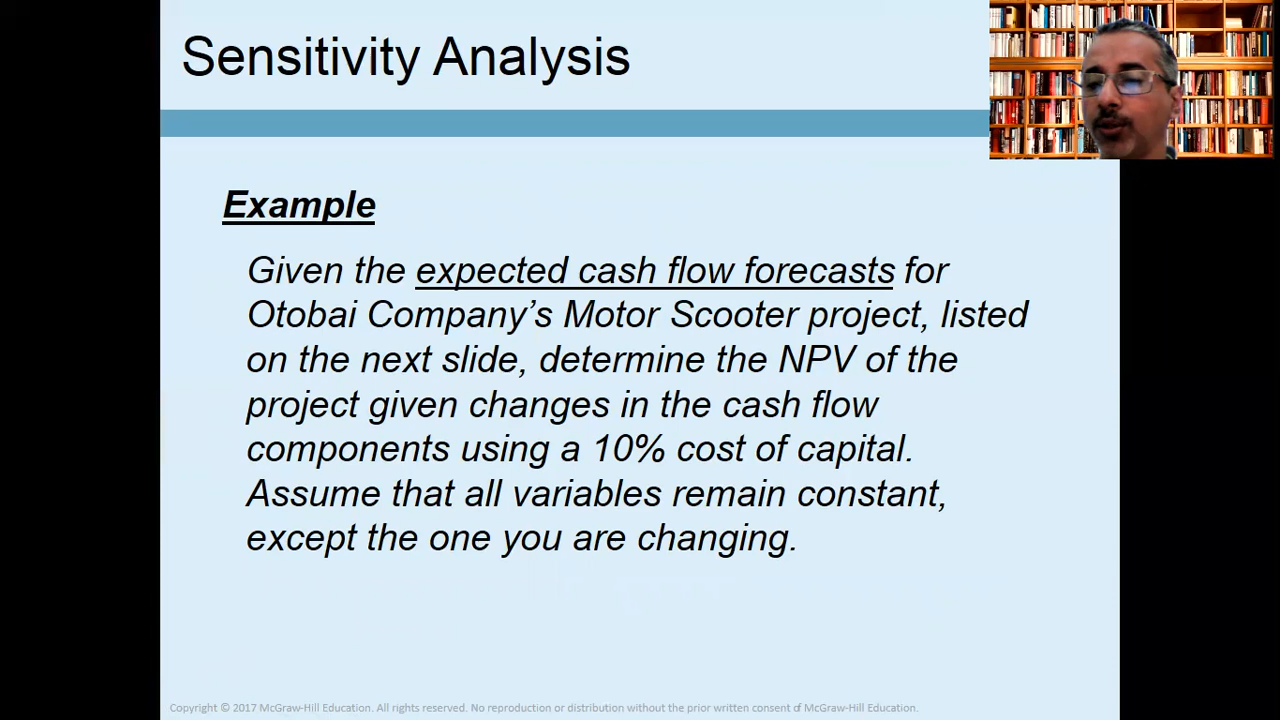 Sensitivity Analysis
Example
Given the expected cash flow forecasts for
Otobai Company’s Motor Scooter project, listed
on the next slide, determine the NPV of the
project given changes in the cash flow
components using a 10% cost of capital.
Assume that all variables remain constant,
except the one you are changing.
Copyright © 2017 McGraw-Hill Education. All rights reserved. No reproduction or distribution without the prior written consent of McGraw-Hill Education.